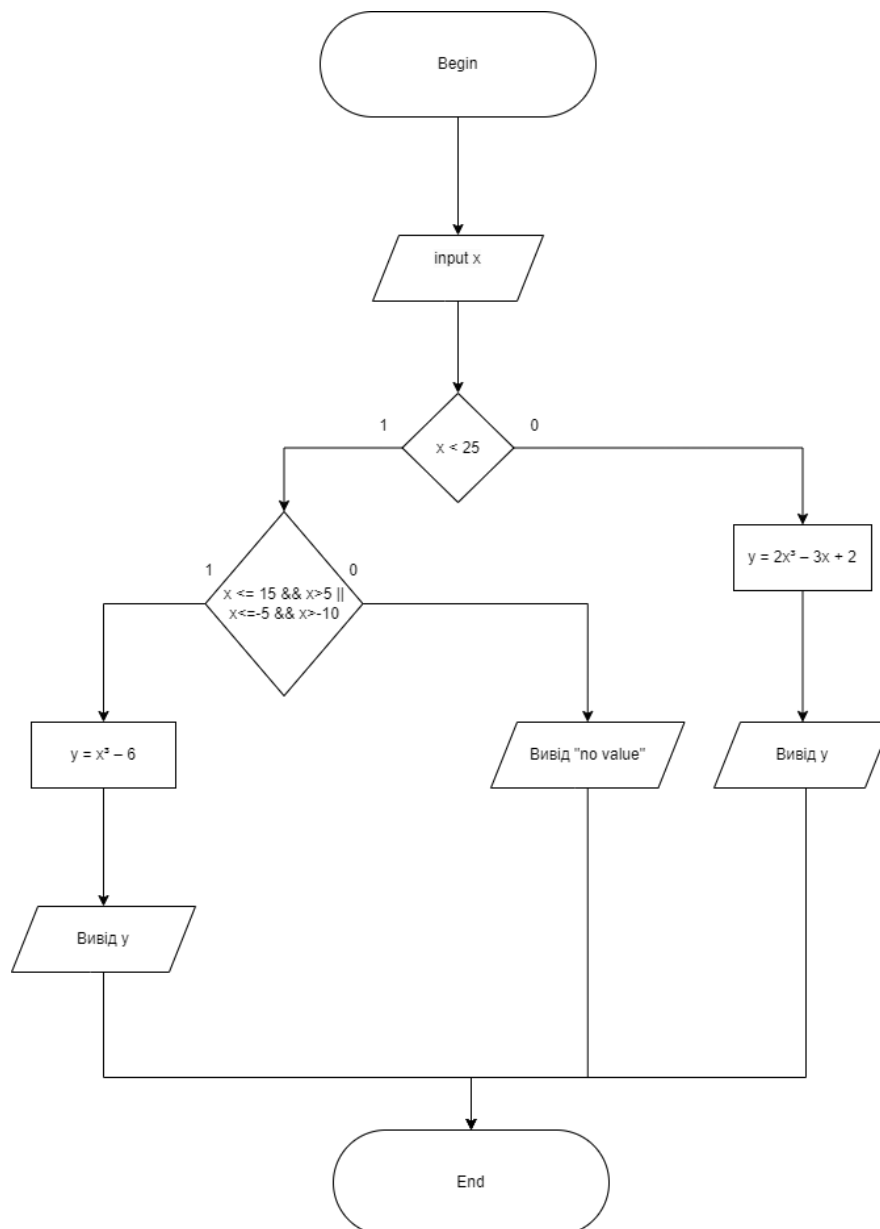 Begin
input x
1
0
x < 25
y = 2x³ – 3x + 2
1
0
x <= 15 && x>5 ||
x<=-5 && x>-10
y = x³ – 6
Вивід "no value"
Вивід y
Вивід y
End